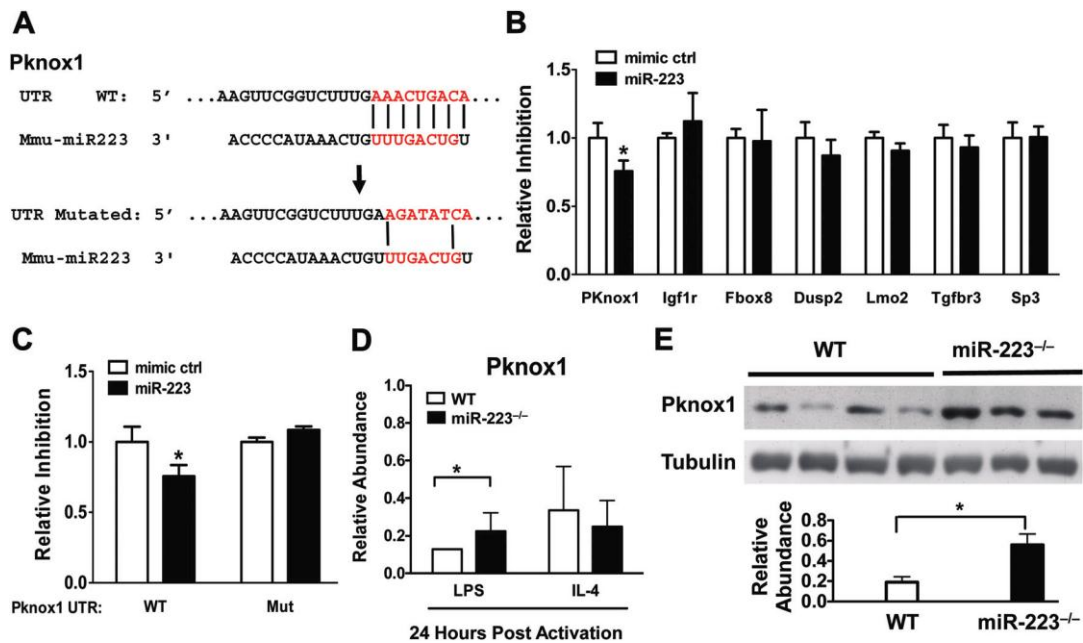 A
Pknox1
UTR WT: 5’ ...AAGUUCGGUCUUUGAAACUGACA...
Mmu-miR223 3' ACCCCAUAAACUGUUUGACUGU
UTR Mutated: 5’ ...AAGUUCGGUCUUUGAAGATATCA...
Mmu-miR223 3' ACCCCAUAAACUGUUUGACUGU
B
mimic ctrl
miR-223
Relative Inhibition
1.5
1.0
0.5
0.0
*
PKnox1 Igf1r Fbox8 Dusp2 Lmo2 Tgfbr3 Sp3
C
mimic ctrl
miR-223
Relative Inhibition
1.5
1.0
0.5
0.0
*
Pknox1 UTR: WT Mut
D
Pknox1
WT
miR-223–/–
Relative Abundance
1.0
0.8
0.6
0.4
0.2
0.0
*
LPS IL-4
24 Hours Post Activation
E
WT miR-223–/–
Pknox1
Tubulin
Relative
Abundance
0.8
0.6
0.4
0.2
0.0
*
WT miR-223–/–